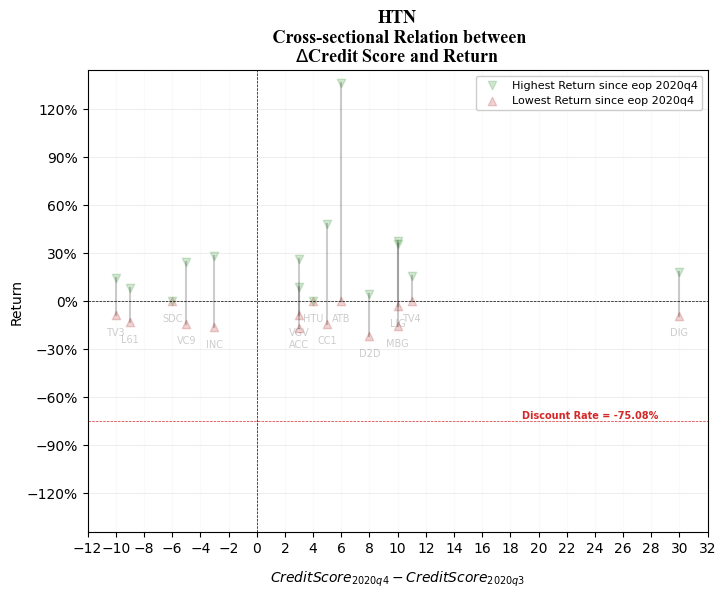 HTN
Cross-sectional Relation between
ΔCredit Score and Return
Highest Return since eop 2020q4
Lowest Return since eop 2020q4
120%
90%
60%
30%
0%
−30%
−60%
−90%
−120%
Return
TV3
L61
SDC
VC9
INC
VGV
ACC
HTU
CC1
ATB
D2D
MBG
TV4
DIG
Discount Rate = -75.08%
−12 −10 −8 −6 −4 −2 0 2 4 6 8 10 12 14 16 18 20 22 24 26 28 30 32
CreditScore2020q4 − CreditScore2020q3